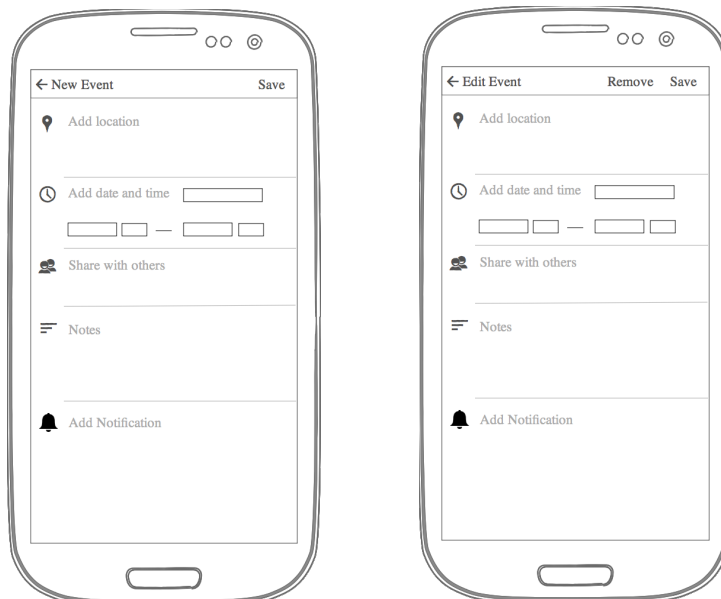 New Event Save
Add location
Add date and time
Share with others
Notes
Add Notification
Edit Event Remove Save
Add location
Add date and time
Share with others
Notes
Add Notification